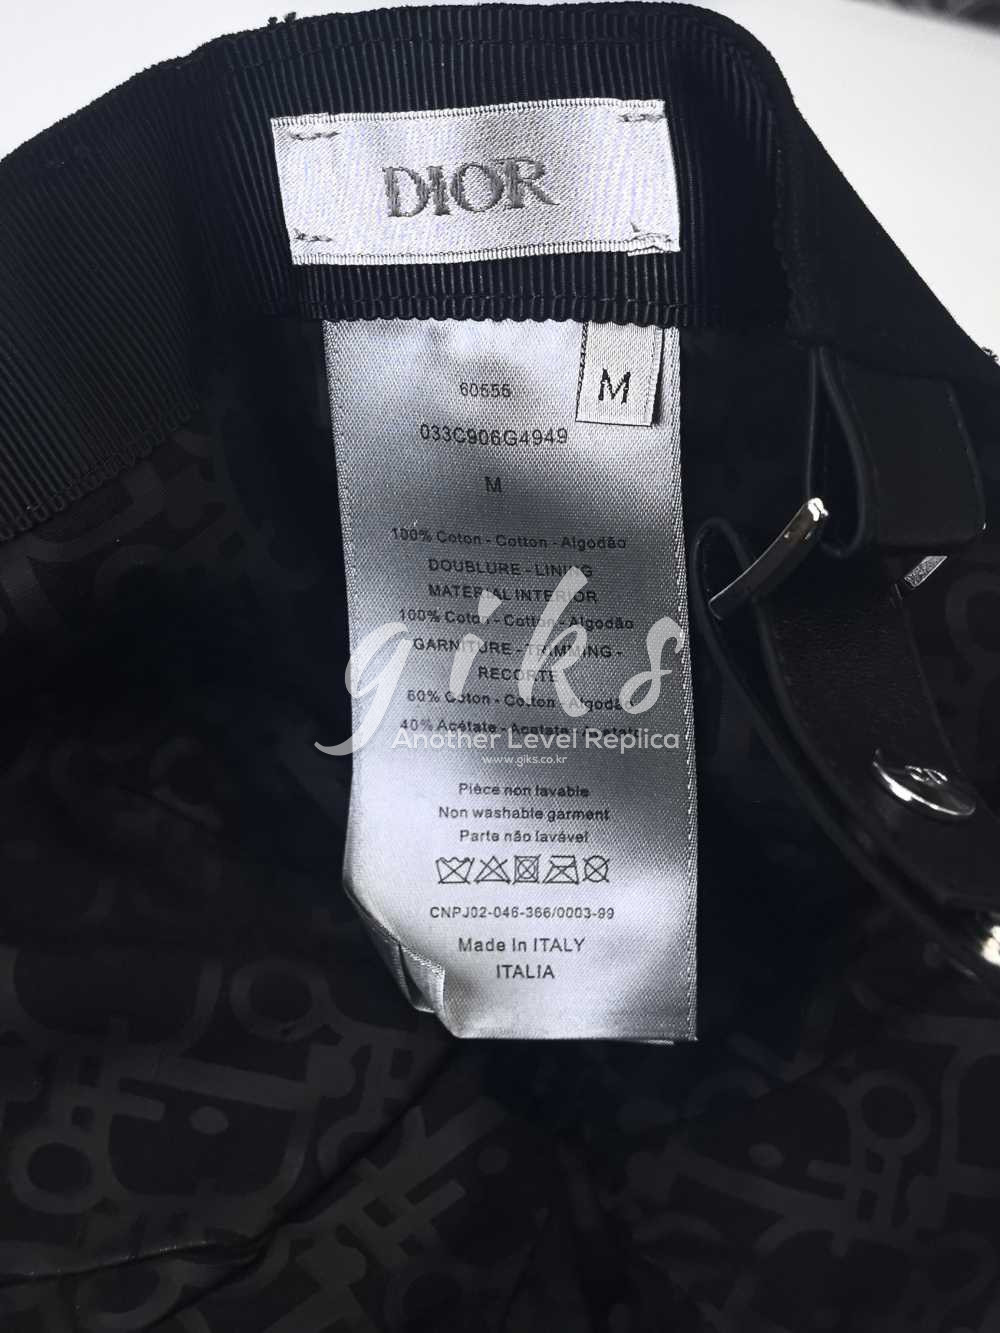 DIOR
M
60555
033C906G4949
M
100% Coton - Cotton - Algodão
DOUBLURE - LINING
MATERIAL INTERIOR
100% Coton - Cotton - Algodão
GARNITURE - TRIMMING -
RECORTE
60% Coton - Cotton - Algodão
40% Acétate - Acetate -
giks
Another Level Replica
www.giks.co.kr
Pièce non lavable
Non washable garment
Parte não lavável
CNPJ02-046-366/0003-99
Made In ITALY
ITALIA